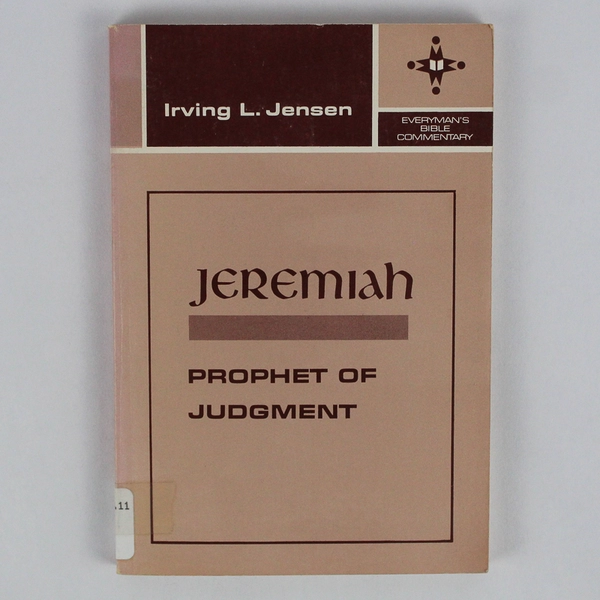 Irving L. Jensen
EVERYMAN'S
BIBLE
COMMENTARY
JEREMIAH
PROPHET OF
JUDGMENT
.11